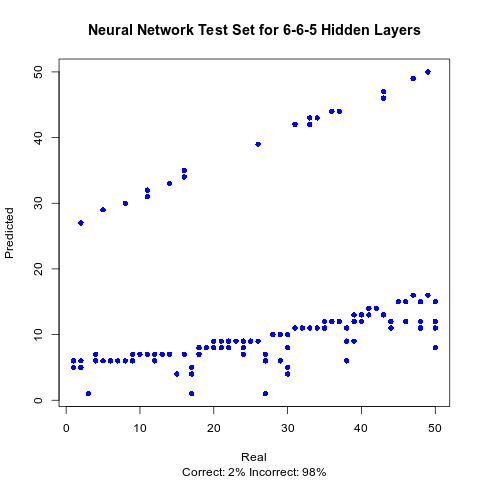 Neural Network Test Set for 6-6-5 Hidden Layers
Predicted
50
40
30
20
10
0
0 10 20 30 40 50
Real
Correct: 2% Incorrect: 98%